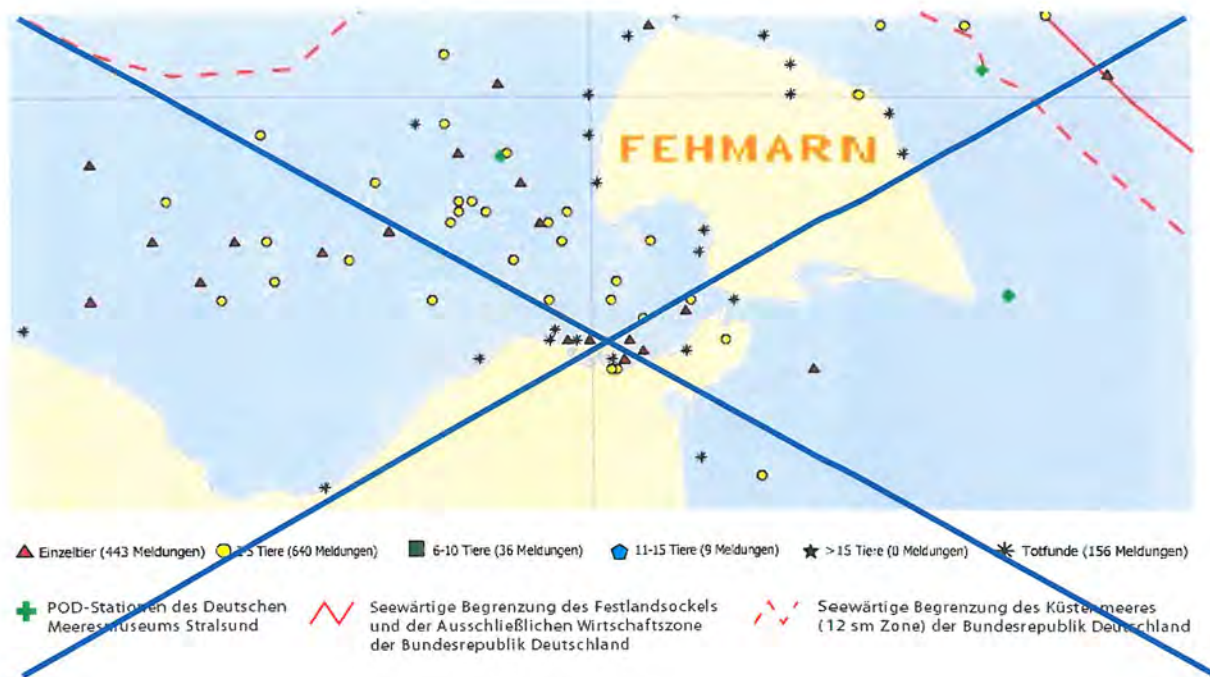 FEHMARN
Einzeltier (443 Meldungen)
2-5 Tiere (640 Meldungen)
6-10 Tiere (36 Meldungen)
11-15 Tiere (9 Meldungen)
>15 Tiere (0 Meldungen)
Totfunde (156 Meldungen)
POD-Stationen des Deutschen
Meeresmuseums Stralsund
Seewärtige Begrenzung des Festlandsockels
und der Ausschließlichen Wirtschaftszone
der Bundesrepublik Deutschland
Seewärtige Begrenzung des Küstenmeeres
(12 sm Zone) der Bundesrepublik Deutschland